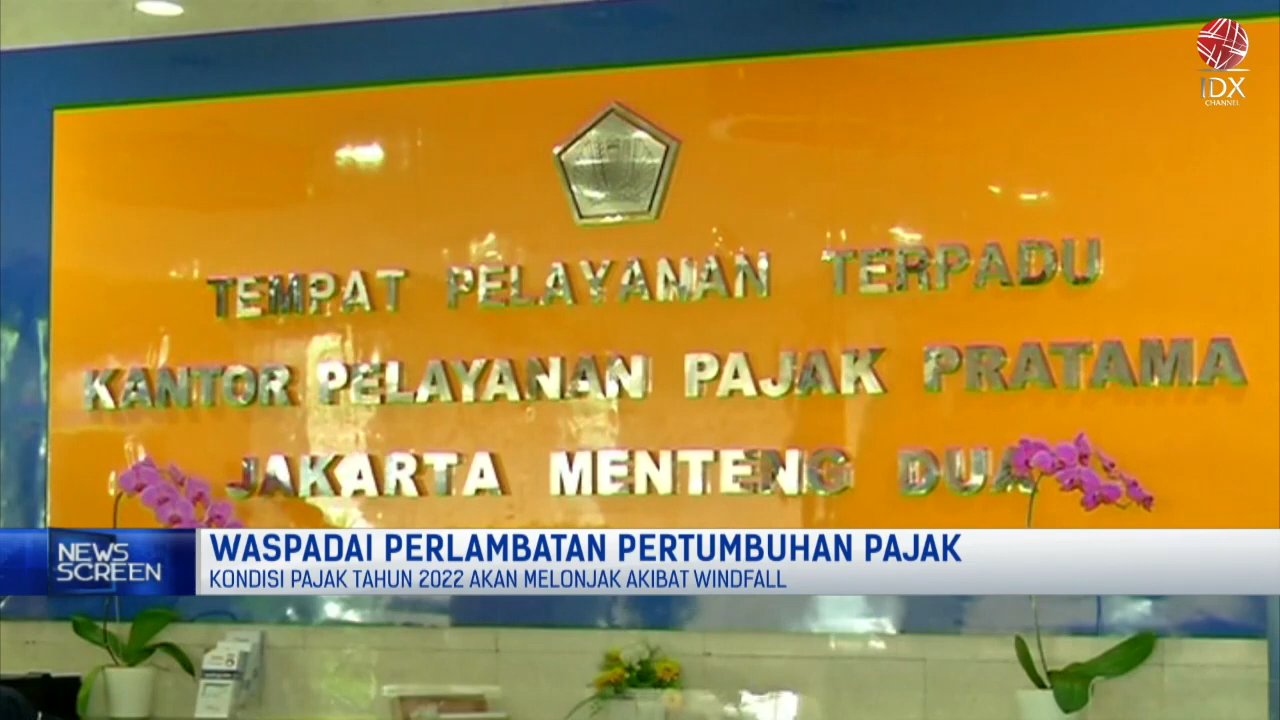 IDX
CHANNEL
TEMPAT PELAYANAN TERPADU
KANTOR PELAYANAN PAJAK PRATAMA
JAKARTA MENTENG DUA
NEWS
SCREEN
WASPADAI PERLAMBATAN PERTUMBUHAN PAJAK
KONDISI PAJAK TAHUN 2022 AKAN MELONJAK AKIBAT WINDFALL